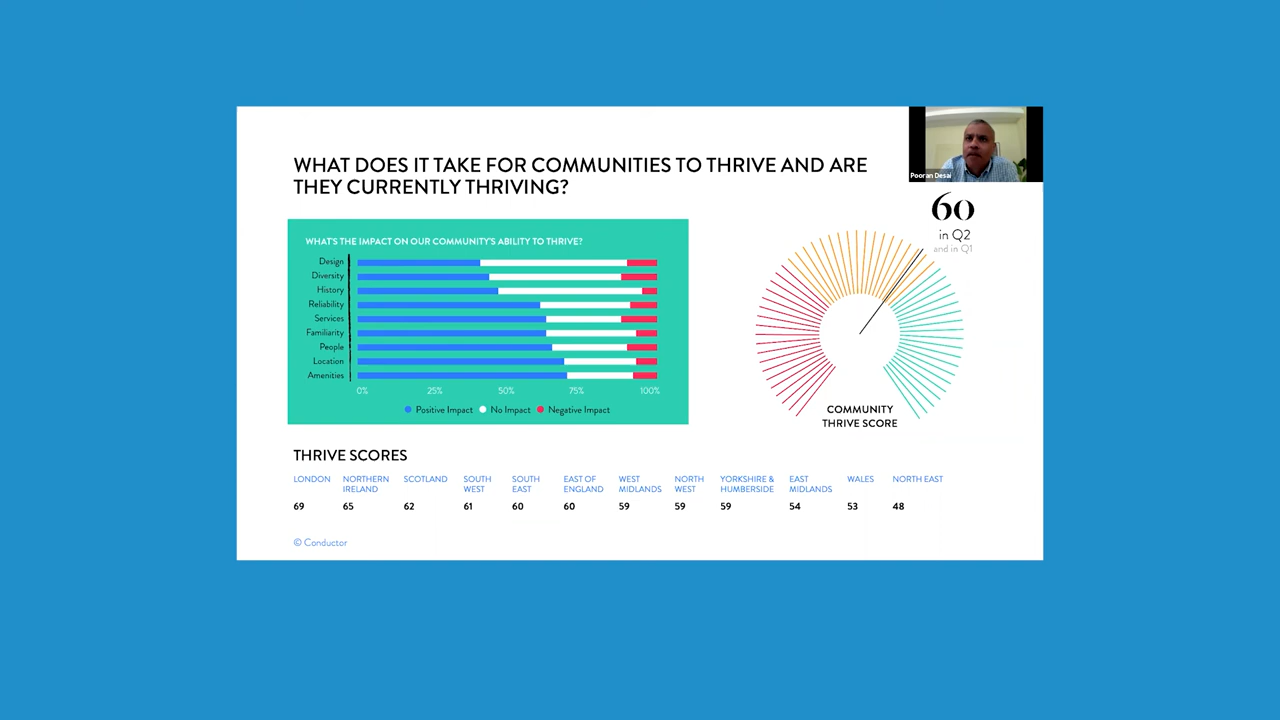 Pooran Desai
WHAT DOES IT TAKE FOR COMMUNITIES TO THRIVE AND ARE
THEY CURRENTLY THRIVING?
60
in Q2
and in Q1
WHAT'S THE IMPACT ON OUR COMMUNITY'S ABILITY TO THRIVE?
Design
Diversity
History
Reliability
Services
Familiarity
People
Location
Amenities
0% 25% 50% 75% 100%
Positive Impact No Impact Negative Impact
COMMUNITY
THRIVE SCORE
THRIVE SCORES
LONDON NORTHERN SCOTLAND SOUTH SOUTH EAST OF WEST NORTH YORKSHIRE & EAST WALES NORTH EAST
IRELAND WEST EAST ENGLAND MIDLANDS WEST HUMBERSIDE MIDLANDS
69 65 62 61 60 60 59 59 59 54 53 48
© Conductor